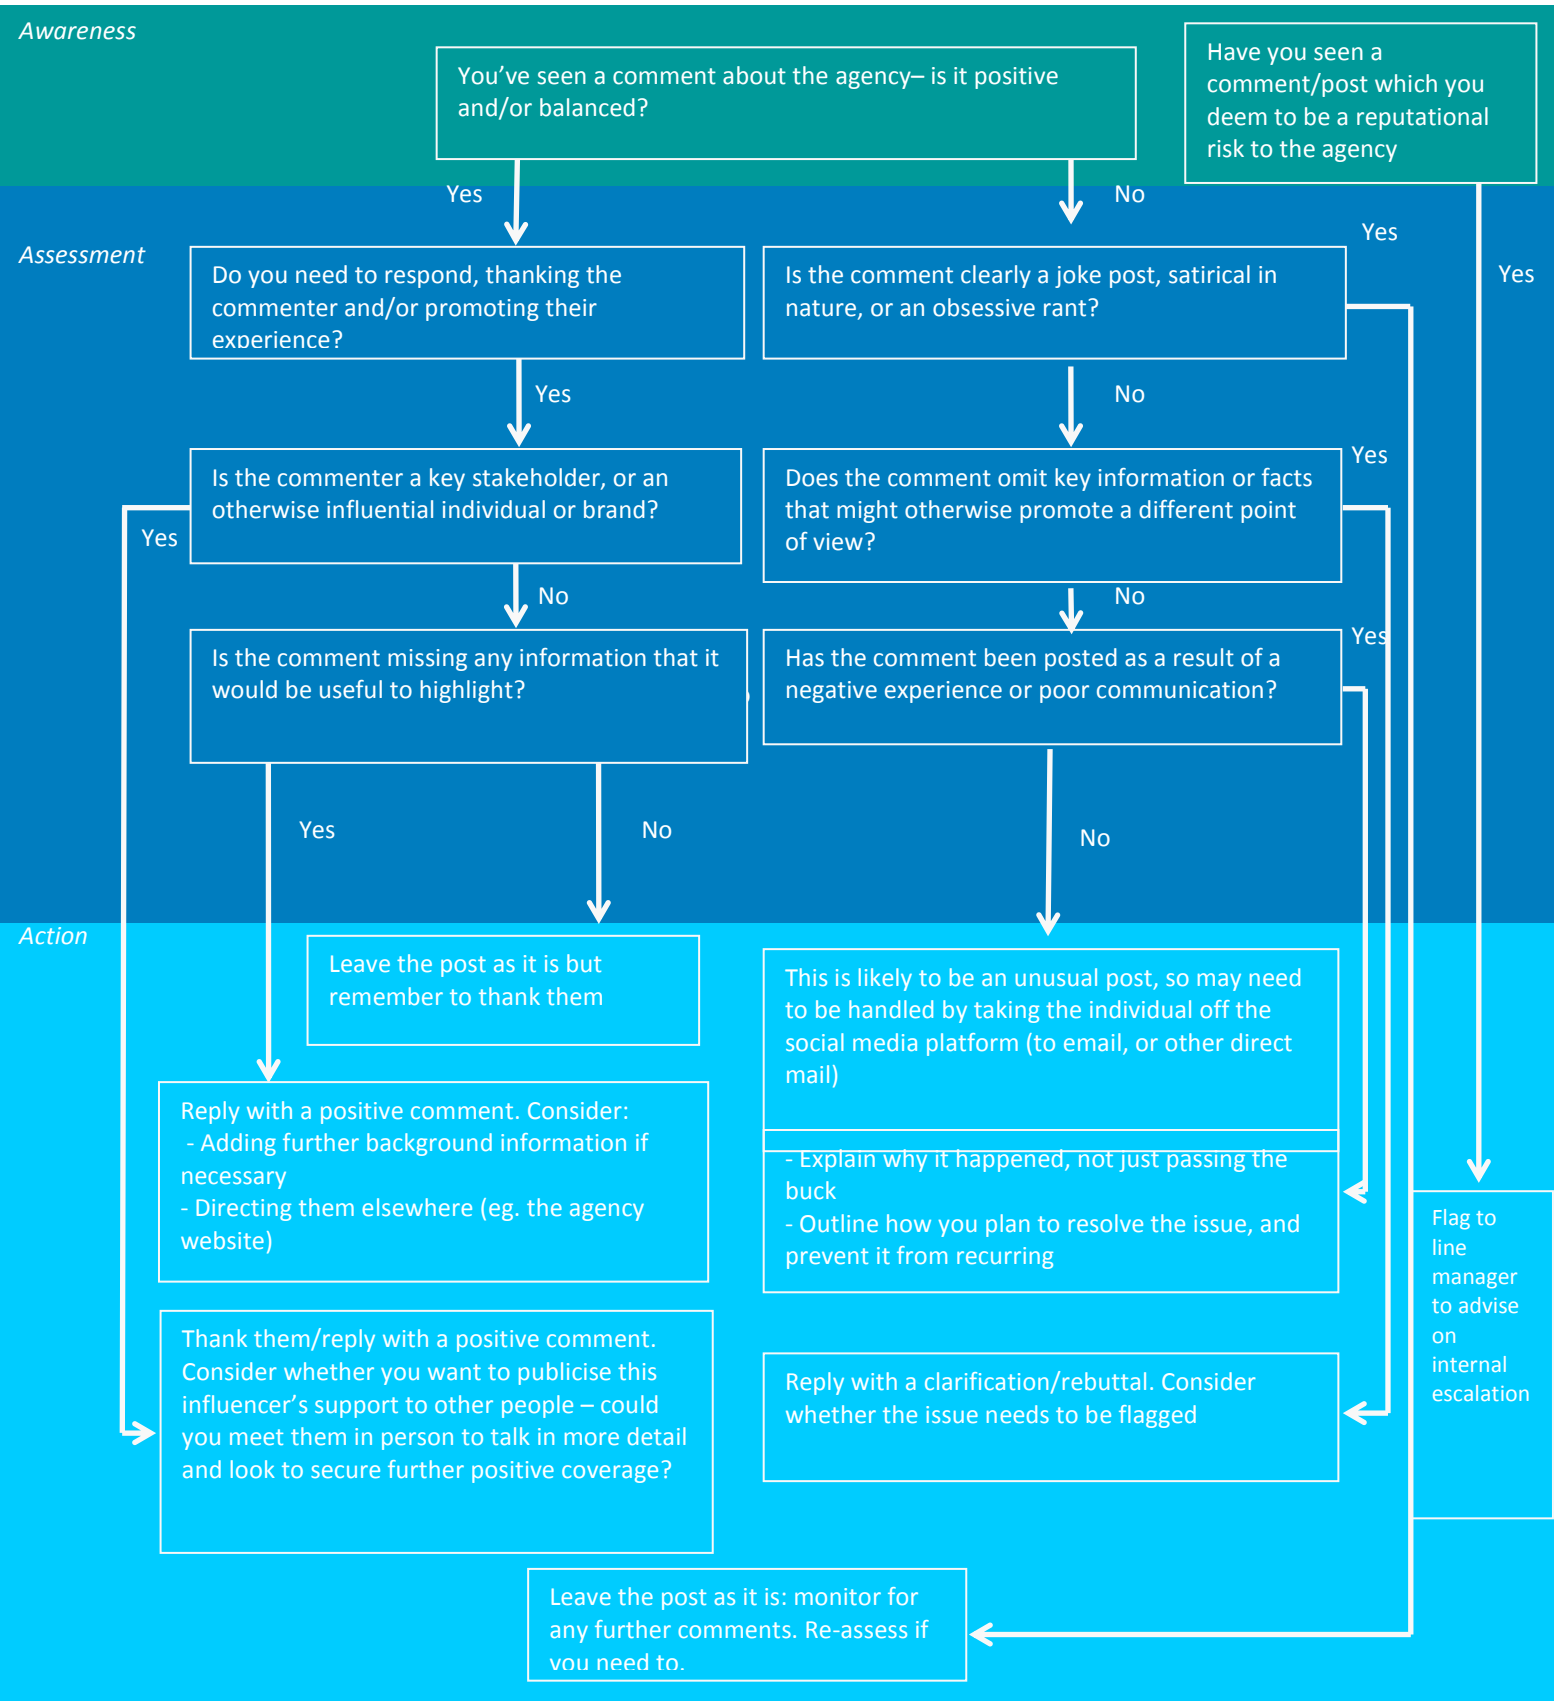 Awareness
You've seen a comment about the agency– is it positive
and/or balanced?
Have you seen a
comment/post which you
deem to be a reputational
risk to the agency
Yes
No
Yes
Yes
Assessment
Do you need to respond, thanking the
commenter and/or promoting their
experience?
Is the comment clearly a joke post, satirical in
nature, or an obsessive rant?
Yes
No
Is the commenter a key stakeholder, or an
otherwise influential individual or brand?
Yes
Does the comment omit key information or facts
that might otherwise promote a different point
of view?
Yes
No
No
Is the comment missing any information that it
would be useful to highlight?
Has the comment been posted as a result of a
negative experience or poor communication?
Yes
Yes
No
No
Action
Leave the post as it is but
remember to thank them
This is likely to be an unusual post, so may need
to be handled by taking the individual off the
social media platform (to email, or other direct
mail)
Reply with a positive comment. Consider:
- Adding further background information if
necessary
- Directing them elsewhere (eg. the agency
website)
- Explain why it happened, not just passing the
buck
- Outline how you plan to resolve the issue, and
prevent it from recurring
Flag to
line
manager
to advise
on
internal
escalation
Thank them/reply with a positive comment.
Consider whether you want to publicise this
influencer's support to other people – could
you meet them in person to talk in more detail
and look to secure further positive coverage?
Reply with a clarification/rebuttal. Consider
whether the issue needs to be flagged
Leave the post as it is: monitor for
any further comments. Re-assess if
you need to.